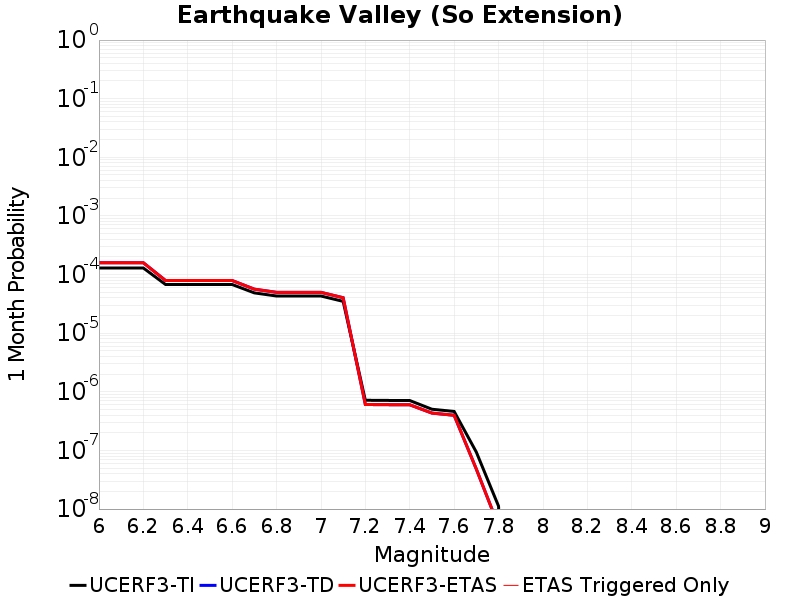 Earthquake Valley (So Extension)
10^0
10^-1
10^-2
10^-3
10^-4
10^-5
10^-6
10^-7
10^-8
1 Month Probability
6 6.2 6.4 6.6 6.8 7 7.2 7.4 7.6 7.8 8 8.2 8.4 8.6 8.8 9
Magnitude
UCERF3-TI UCERF3-TD UCERF3-ETAS ETAS Triggered Only